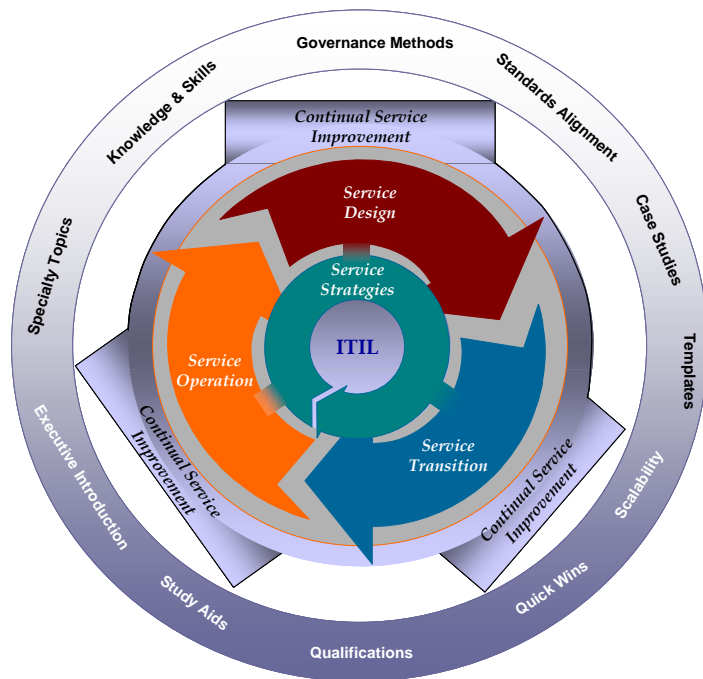 Governance Methods
Standards Alignment
Case Studies
Templates
Scalability
Quick Wins
Qualifications
Study Aids
Executive Introduction
Specialty Topics
Knowledge & Skills
Continual Service
Improvement
Service
Design
Service
Strategies
ITIL
Service
Operation
Service
Transition
Continual Service
Improvement
Continual Service
Improvement